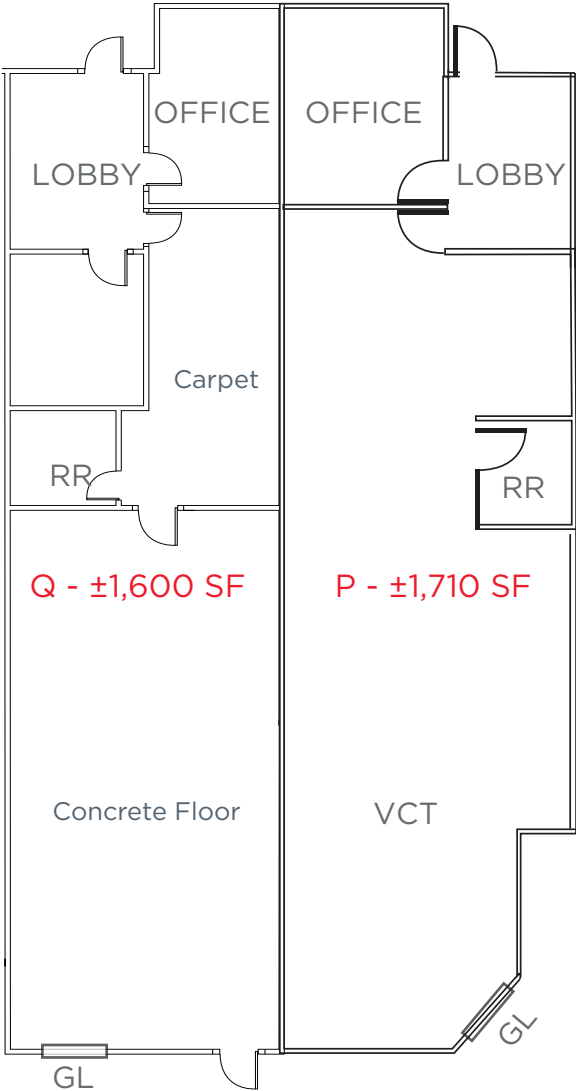 OFFICE
OFFICE
LOBBY
LOBBY
Carpet
RR
RR
Q - ±1,600 SF
P - ±1,710 SF
Concrete Floor
VCT
GL
GL